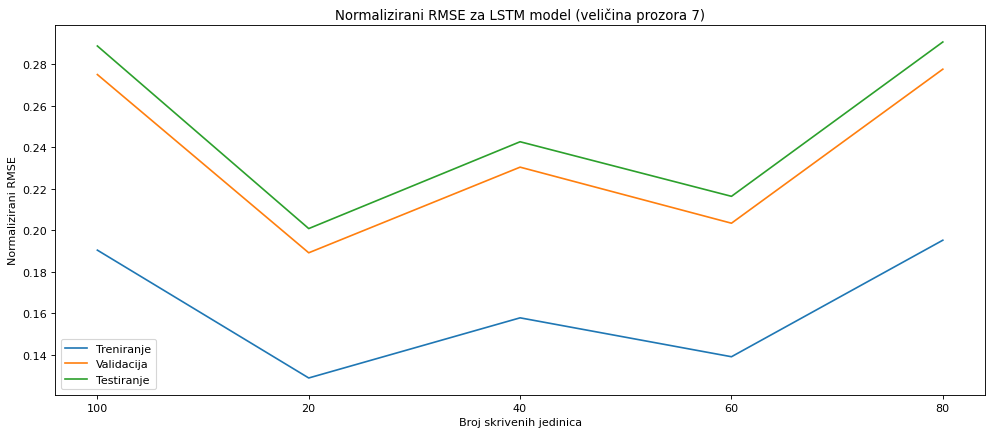 Normalizirani RMSE za LSTM model (veličina prozora 7)
Normalizirani RMSE
0.28
0.26
0.24
0.22
0.20
0.18
0.16
0.14
Treniranje
Validacija
Testiranje
100 20 40 60 80
Broj skrivenih jedinica